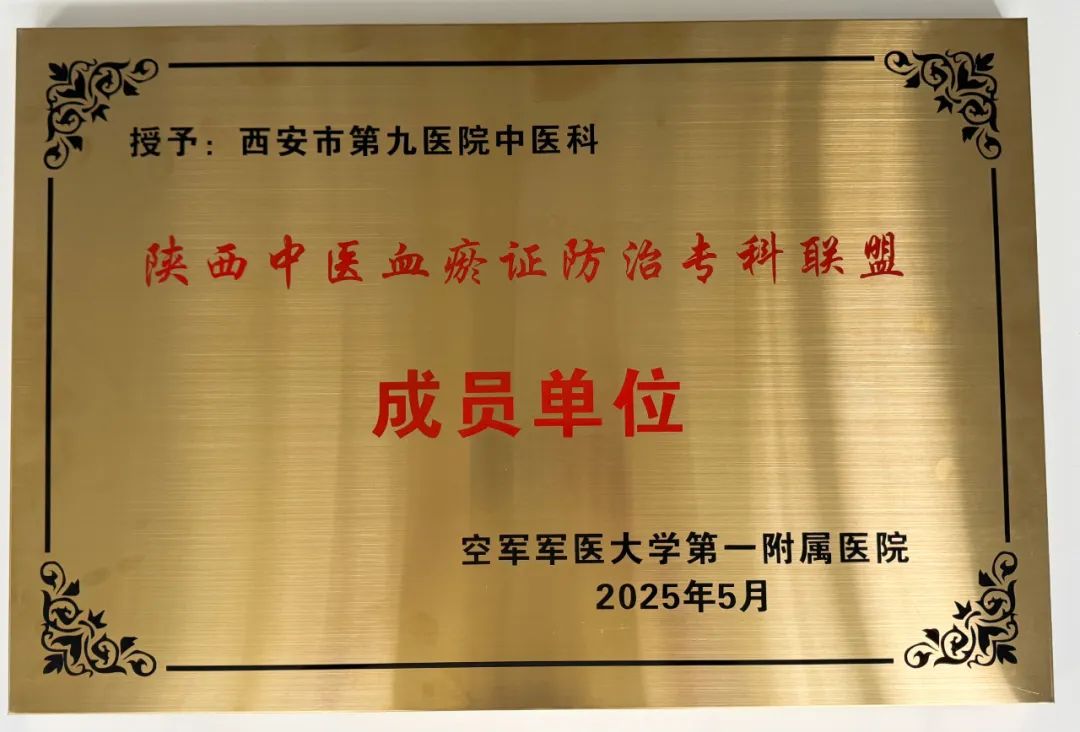 授予：西安市第九医院中医科
陕西中医血瘀证防治专科联盟
成员单位
空军军医大学第一附属医院
2025年5月